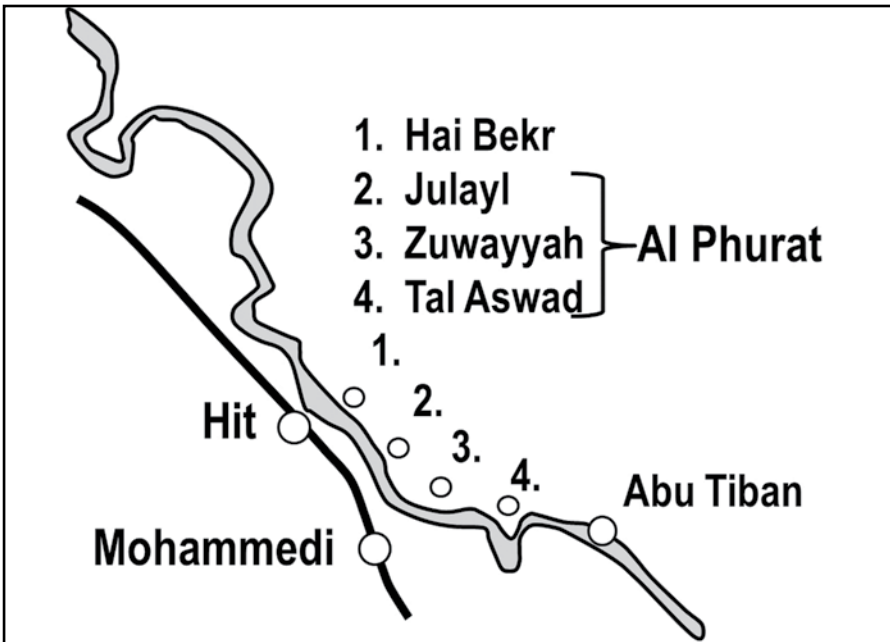 1. Hai Bekr
2. Julayl
3. Zuwayyah
4. Tal Aswad
Al Phurat
1.
2.
3.
4.
Hit
Abu Tiban
Mohammedi